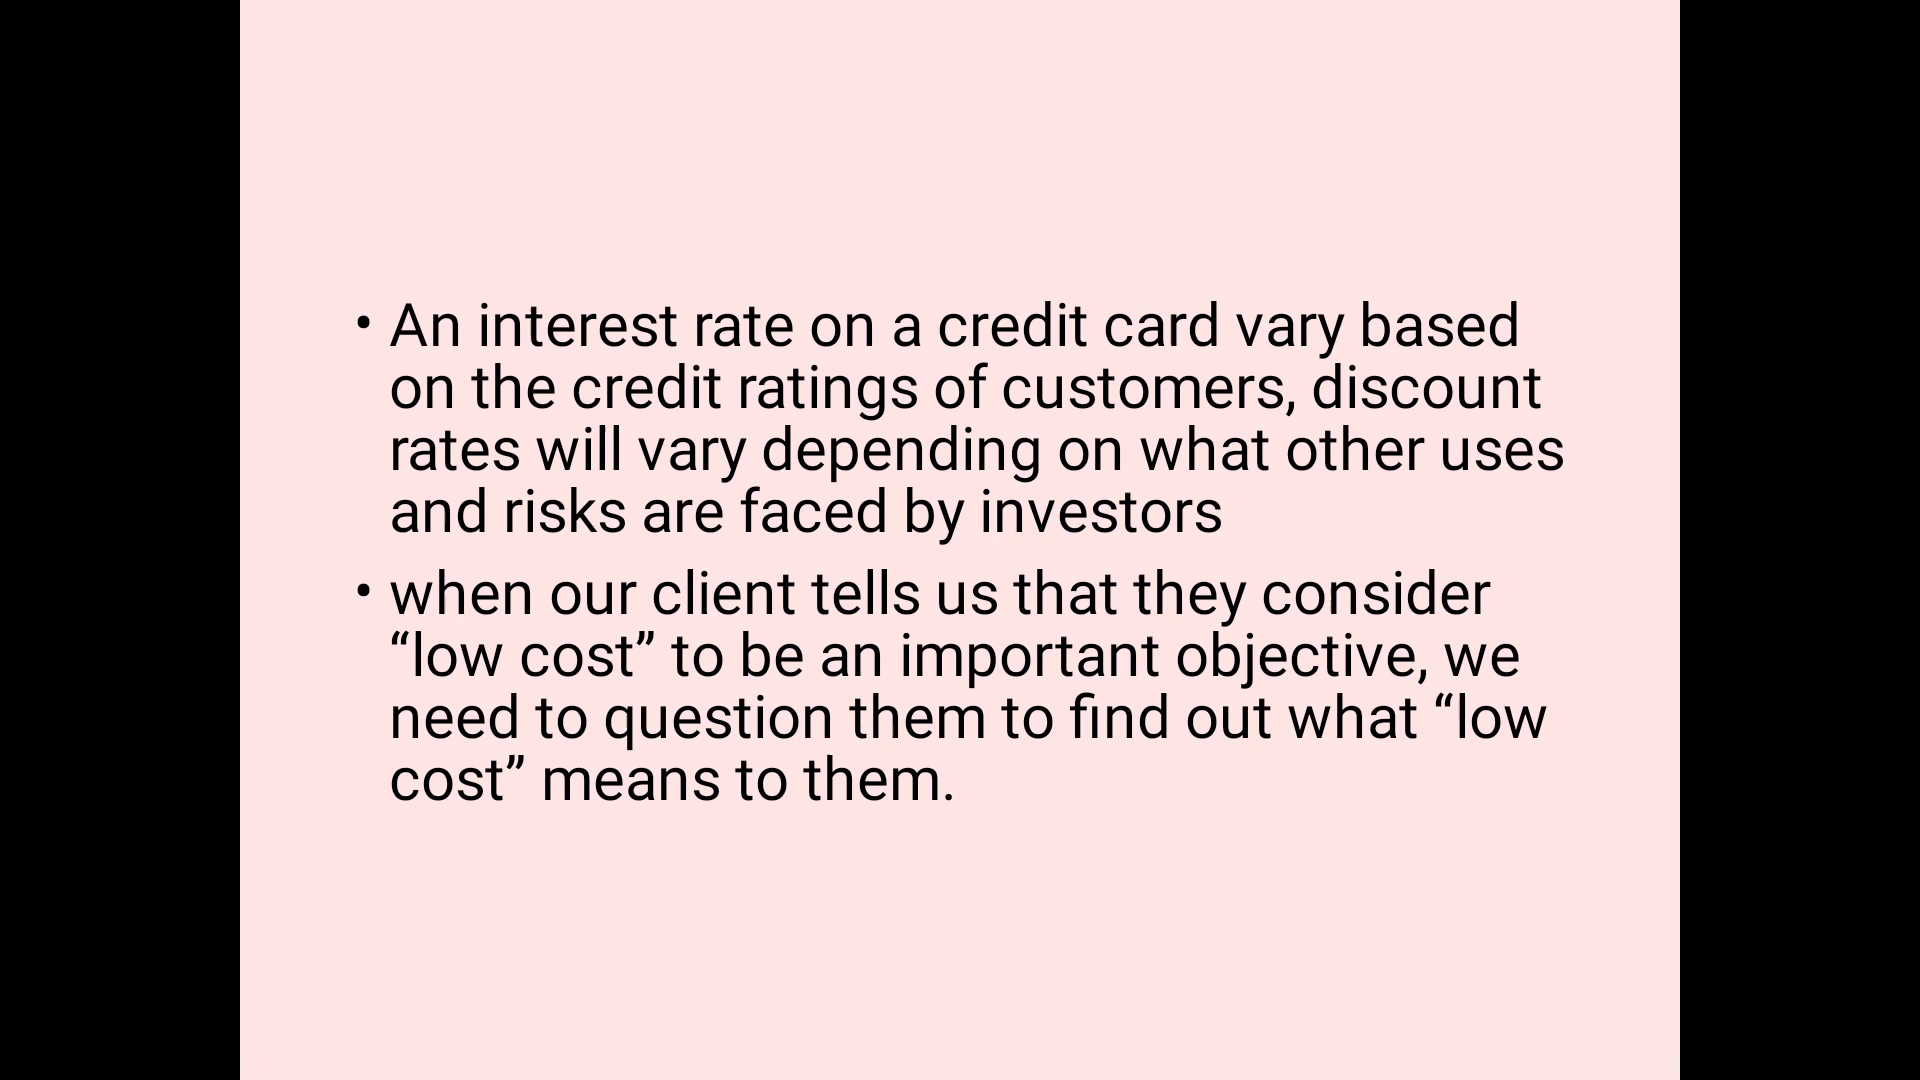 • An interest rate on a credit card vary based
on the credit ratings of customers, discount
rates will vary depending on what other uses
and risks are faced by investors
• when our client tells us that they consider
“low cost” to be an important objective, we
need to question them to find out what “low
cost” means to them.